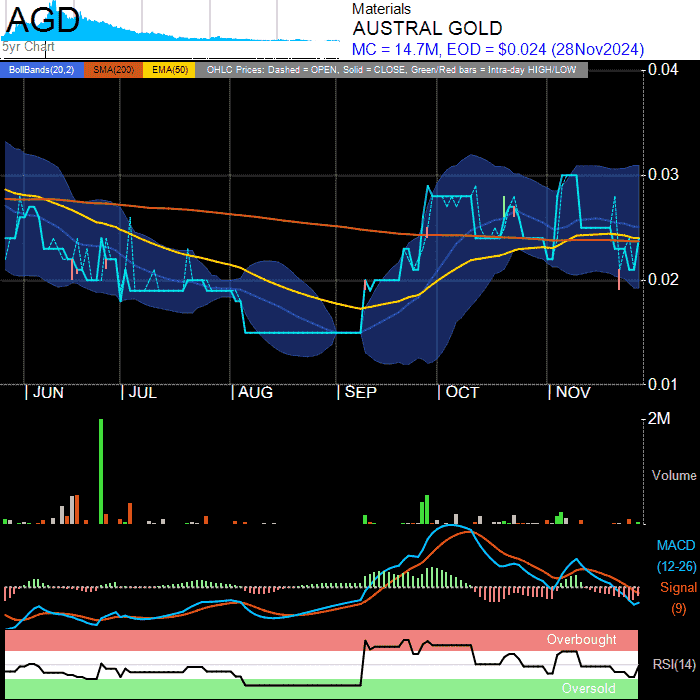 AGD
5yr Chart
Materials
AUSTRAL GOLD
MC = 14.7M, EOD = $0.024 (28Nov2024)
BollBands(20,2) SMA(200) EMA(50) OHLC Prices: Dashed = OPEN, Solid = CLOSE, Green/Red bars = Intra-day HIGH/LOW
0.04
0.03
0.02
0.01
JUN JUL AUG SEP OCT NOV
2M
Volume
MACD
(12-26)
Signal
(9)
Overbought
RSI(14)
Oversold